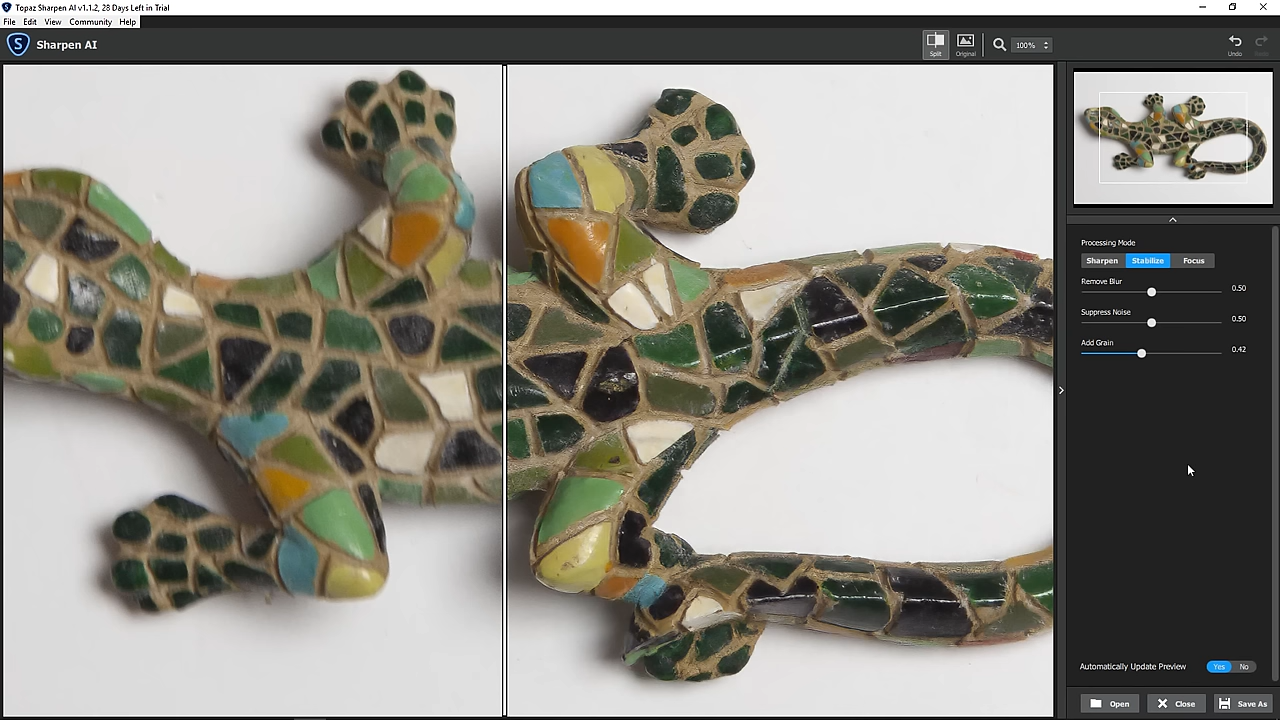 Topaz Sharpen AI v1.1.2, 28 Days Left in Trial
File Edit View Community Help
S Sharpen AI
Split
Original
100%
Undo
Processing Mode
Sharpen Stabilize Focus
Remove Blur 0.50
Suppress Noise 0.50
Add Grain 0.42
Automatically Update Preview Yes No
Open Close Save As